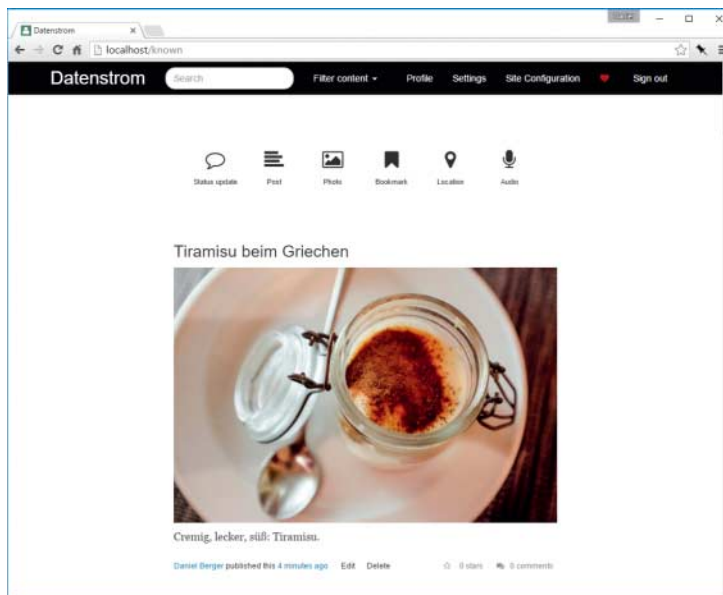 Datenstrom
localhost/known
Datenstrom
Search
Filter content
Profile
Settings
Site Configuration
Sign out
Status update
Post
Photo
Bookmark
Location
Audio
Tiramisu beim Griechen
Cremig, lecker, süß: Tiramisu.
Daniel Berger published this 4 minutes ago
Edit
Delete
0 stars
0 comments